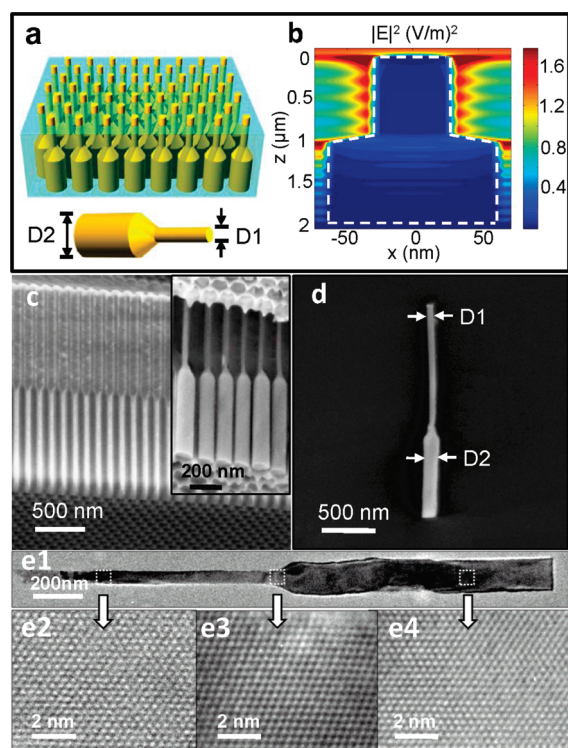 a
D2
D1
b
|E|² (V/m)²
0
0.5
1
1.5
2
z (µm)
-50
0
50
x (nm)
1.6
1.2
0.8
0.4
c
200 nm
500 nm
d
D1
D2
500 nm
e1
200nm
e2
2 nm
e3
2 nm
e4
2 nm